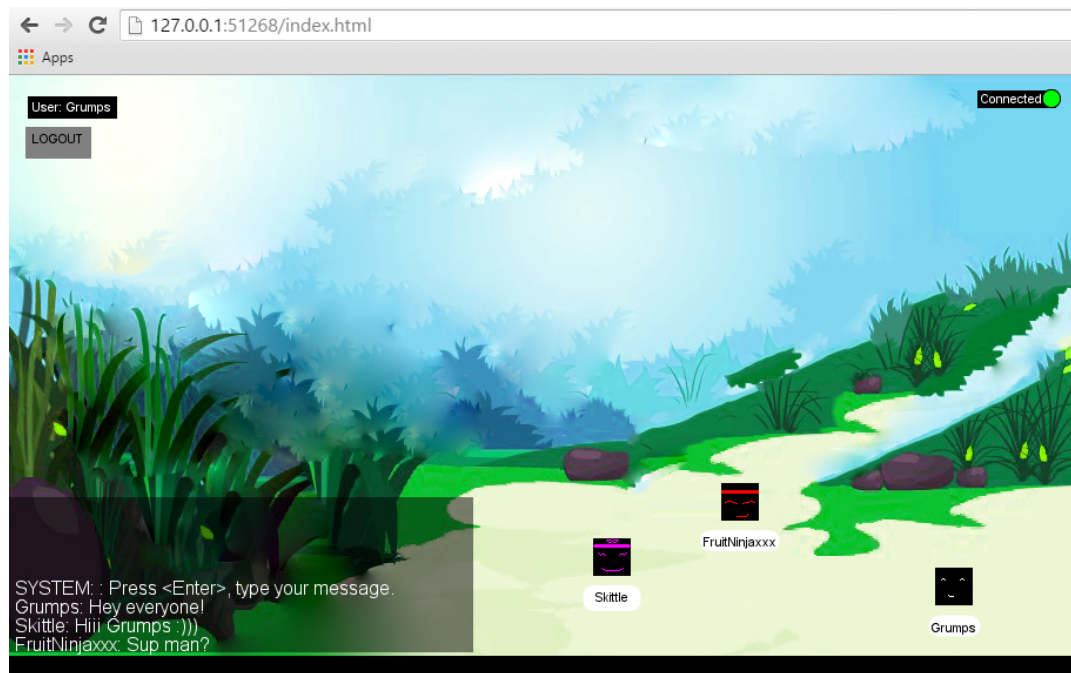 127.0.0.1:51268/index.html
Apps
User: Grumps
Connected
LOGOUT
FruitNinjaxxx
Skittle
Grumps
SYSTEM: : Press <Enter>, type your message.
Grumps: Hey everyone!
Skittle: Hiii Grumps :)))
FruitNinjaxxx: Sup man?